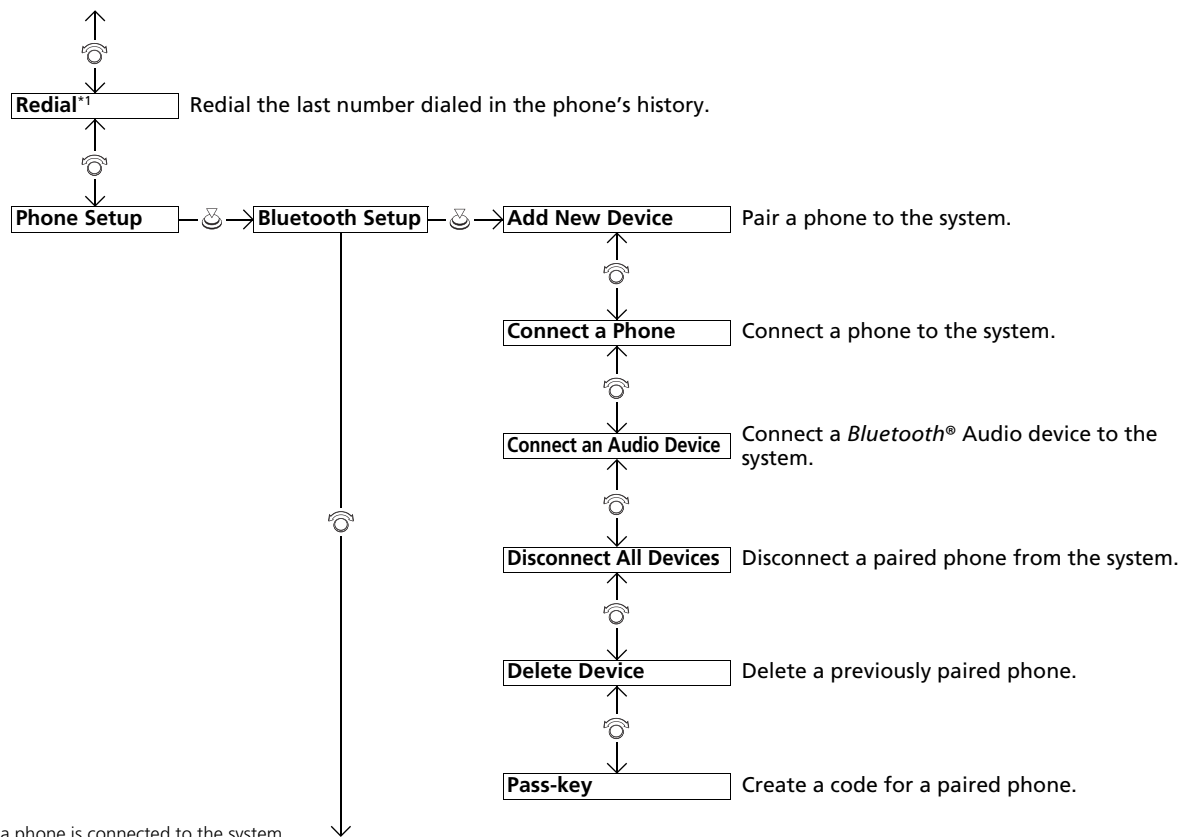 Redial*1 Redial the last number dialed in the phone's history.
Phone Setup Bluetooth Setup Add New Device Pair a phone to the system.
Connect a Phone Connect a phone to the system.
Connect an Audio Device Connect a Bluetooth® Audio device to the
system.
Disconnect All Devices Disconnect a paired phone from the system.
Delete Device Delete a previously paired phone.
Pass-key Create a code for a paired phone.
a phone is connected to the system